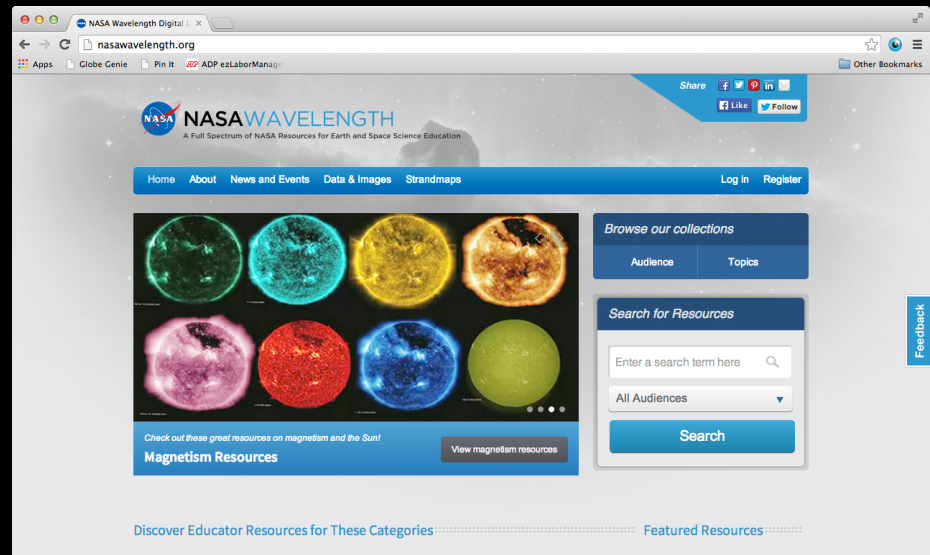 NASA Wavelength Digital L
nasawavelength.org
Apps Globe Genie Pin It ADP ADP ezLaborManage Other Bookmarks
Share
Like Follow
NASA
NASAWAVELENGTH
A Full Spectrum of NASA Resources for Earth and Space Science Education
Home About News and Events Data & Images Strandmaps Log in Register
Browse our collections
Audience Topics
Search for Resources
Enter a search term here
All Audiences
Search
Feedback
Check out these great resources on magnetism and the Sun!
Magnetism Resources
View magnetism resources
Discover Educator Resources for These Categories Featured Resources